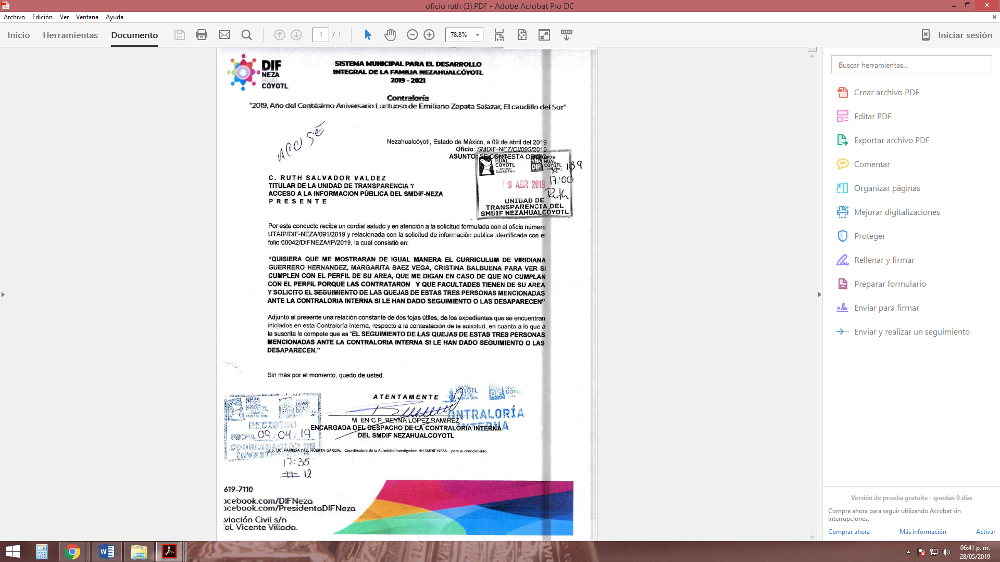 oficio ruth (3).PDF - Adobe Acrobat Pro DC
Archivo Edición Ver Ventana Ayuda
Inicio Herramientas Documento 1 / 1 78.8% Iniciar sesión
DIF
NEZA
HUAL
COYOTL
SISTEMA MUNICIPAL PARA EL DESARROLLO
INTEGRAL DE LA FAMILIA NEZAHUALCÓYOTL
2019 - 2021
Contraloría
"2019, Año del Centésimo Aniversario Luctuoso de Emiliano Zapata Salazar, El caudillo del Sur"
ACUSE
Nezahualcóyotl, Estado de México, a 09 de abril del 2019
Oficio: SMDIF-NEZ/CI/095/2019
ASUNTO: SE CONTESTA OFICIO
NEZA
HUAL
COYOTL
Ciudad de Todos
NEZA
HUAL
COYOTL
DIF
139
17:00
9 ABR 2019
Ruth
UNIDAD DE
TRANSPARENCIA DEL
SMDIF NEZAHUALCÓYOTL
C. RUTH SALVADOR VALDEZ
TITULAR DE LA UNIDAD DE TRANSPARENCIA Y
ACCESO A LA INFORMACION PÚBLICA DEL SMDIF-NEZA
P R E S E N T E
Por este conducto reciba un cordial saludo y en atención a la solicitud formulada con el oficio número
UTAIP/DIF-NEZA/091/2019 y relacionada con la solicitud de información publica identificada con el
folio 00042/DIFNEZA/IP/2019, la cual consistió en:
"QUISIERA QUE ME MOSTRARAN DE IGUAL MANERA EL CURRICULUM DE VIRIDIANA
GUERRERO HERNANDEZ, MARGARITA BAEZ VEGA, CRISTINA BALBUENA PARA VER SI
CUMPLEN CON EL PERFIL DE SU AREA, QUE ME DIGAN EN CASO DE QUE NO CUMPLAN
CON EL PERFIL PORQUE LAS CONTRATARON Y QUE FACULTADES TIENEN DE SU AREA
Y SOLICITO EL SEGUIMIENTO DE LAS QUEJAS DE ESTAS TRES PERSONAS MENCIONADAS
ANTE LA CONTRALORIA INTERNA SI LE HAN DADO SEGUIMIENTO O LAS DESAPARECEN"
Adjunto al presente una relación constante de dos fojas útiles, de los expedientes que se encuentran
iniciados en esta Contraloría Interna, respecto a la contestación de la solicitud, en cuanto a lo que a
la suscrita le compete que es "EL SEGUIMIENTO DE LAS QUEJAS DE ESTAS TRES PERSONAS
MENCIONADAS ANTE LA CONTRALORIA INTERNA SI LE HAN DADO SEGUIMIENTO O LAS
DESAPARECEN."
Sin más por el momento, quedo de usted.
A T E N T A M E N T E
M. EN C.P. REYNA LOPEZ RAMIREZ
ENCARGADA DEL DESPACHO DE LA CONTRALORIA INTERNA
DEL SMDIF NEZAHUALCOYOTL
ONTRALORÍA
INTERNA
NEZA
RECIBIDO
FECHA 09 / 04 / 19
COORDINACIÓN DE
c.c.p. LIC. VANESSA YAEL HUERTA GARCIA. - Coordinadora de la Autoridad Investigadora del SMDIF-NEZA. - para su conocimiento.
17:35
# 12
619-7110
acebook.com/DIFNeza
acebook.com/PresidentaDIFNeza
viación Civil s/n
ol. Vicente Villada.
Buscar herramientas...
Crear archivo PDF
Editar PDF
Exportar archivo PDF
Comentar
Organizar páginas
Mejorar digitalizaciones
Proteger
Rellenar y firmar
Preparar formulario
Enviar para firmar
Enviar y realizar un seguimiento
Versión de prueba gratuita - quedan 0 días
Compre ahora para seguir utilizando Acrobat sin
interrupciones.
Comprar ahora Más información Activar
06:41 p. m.
28/05/2019